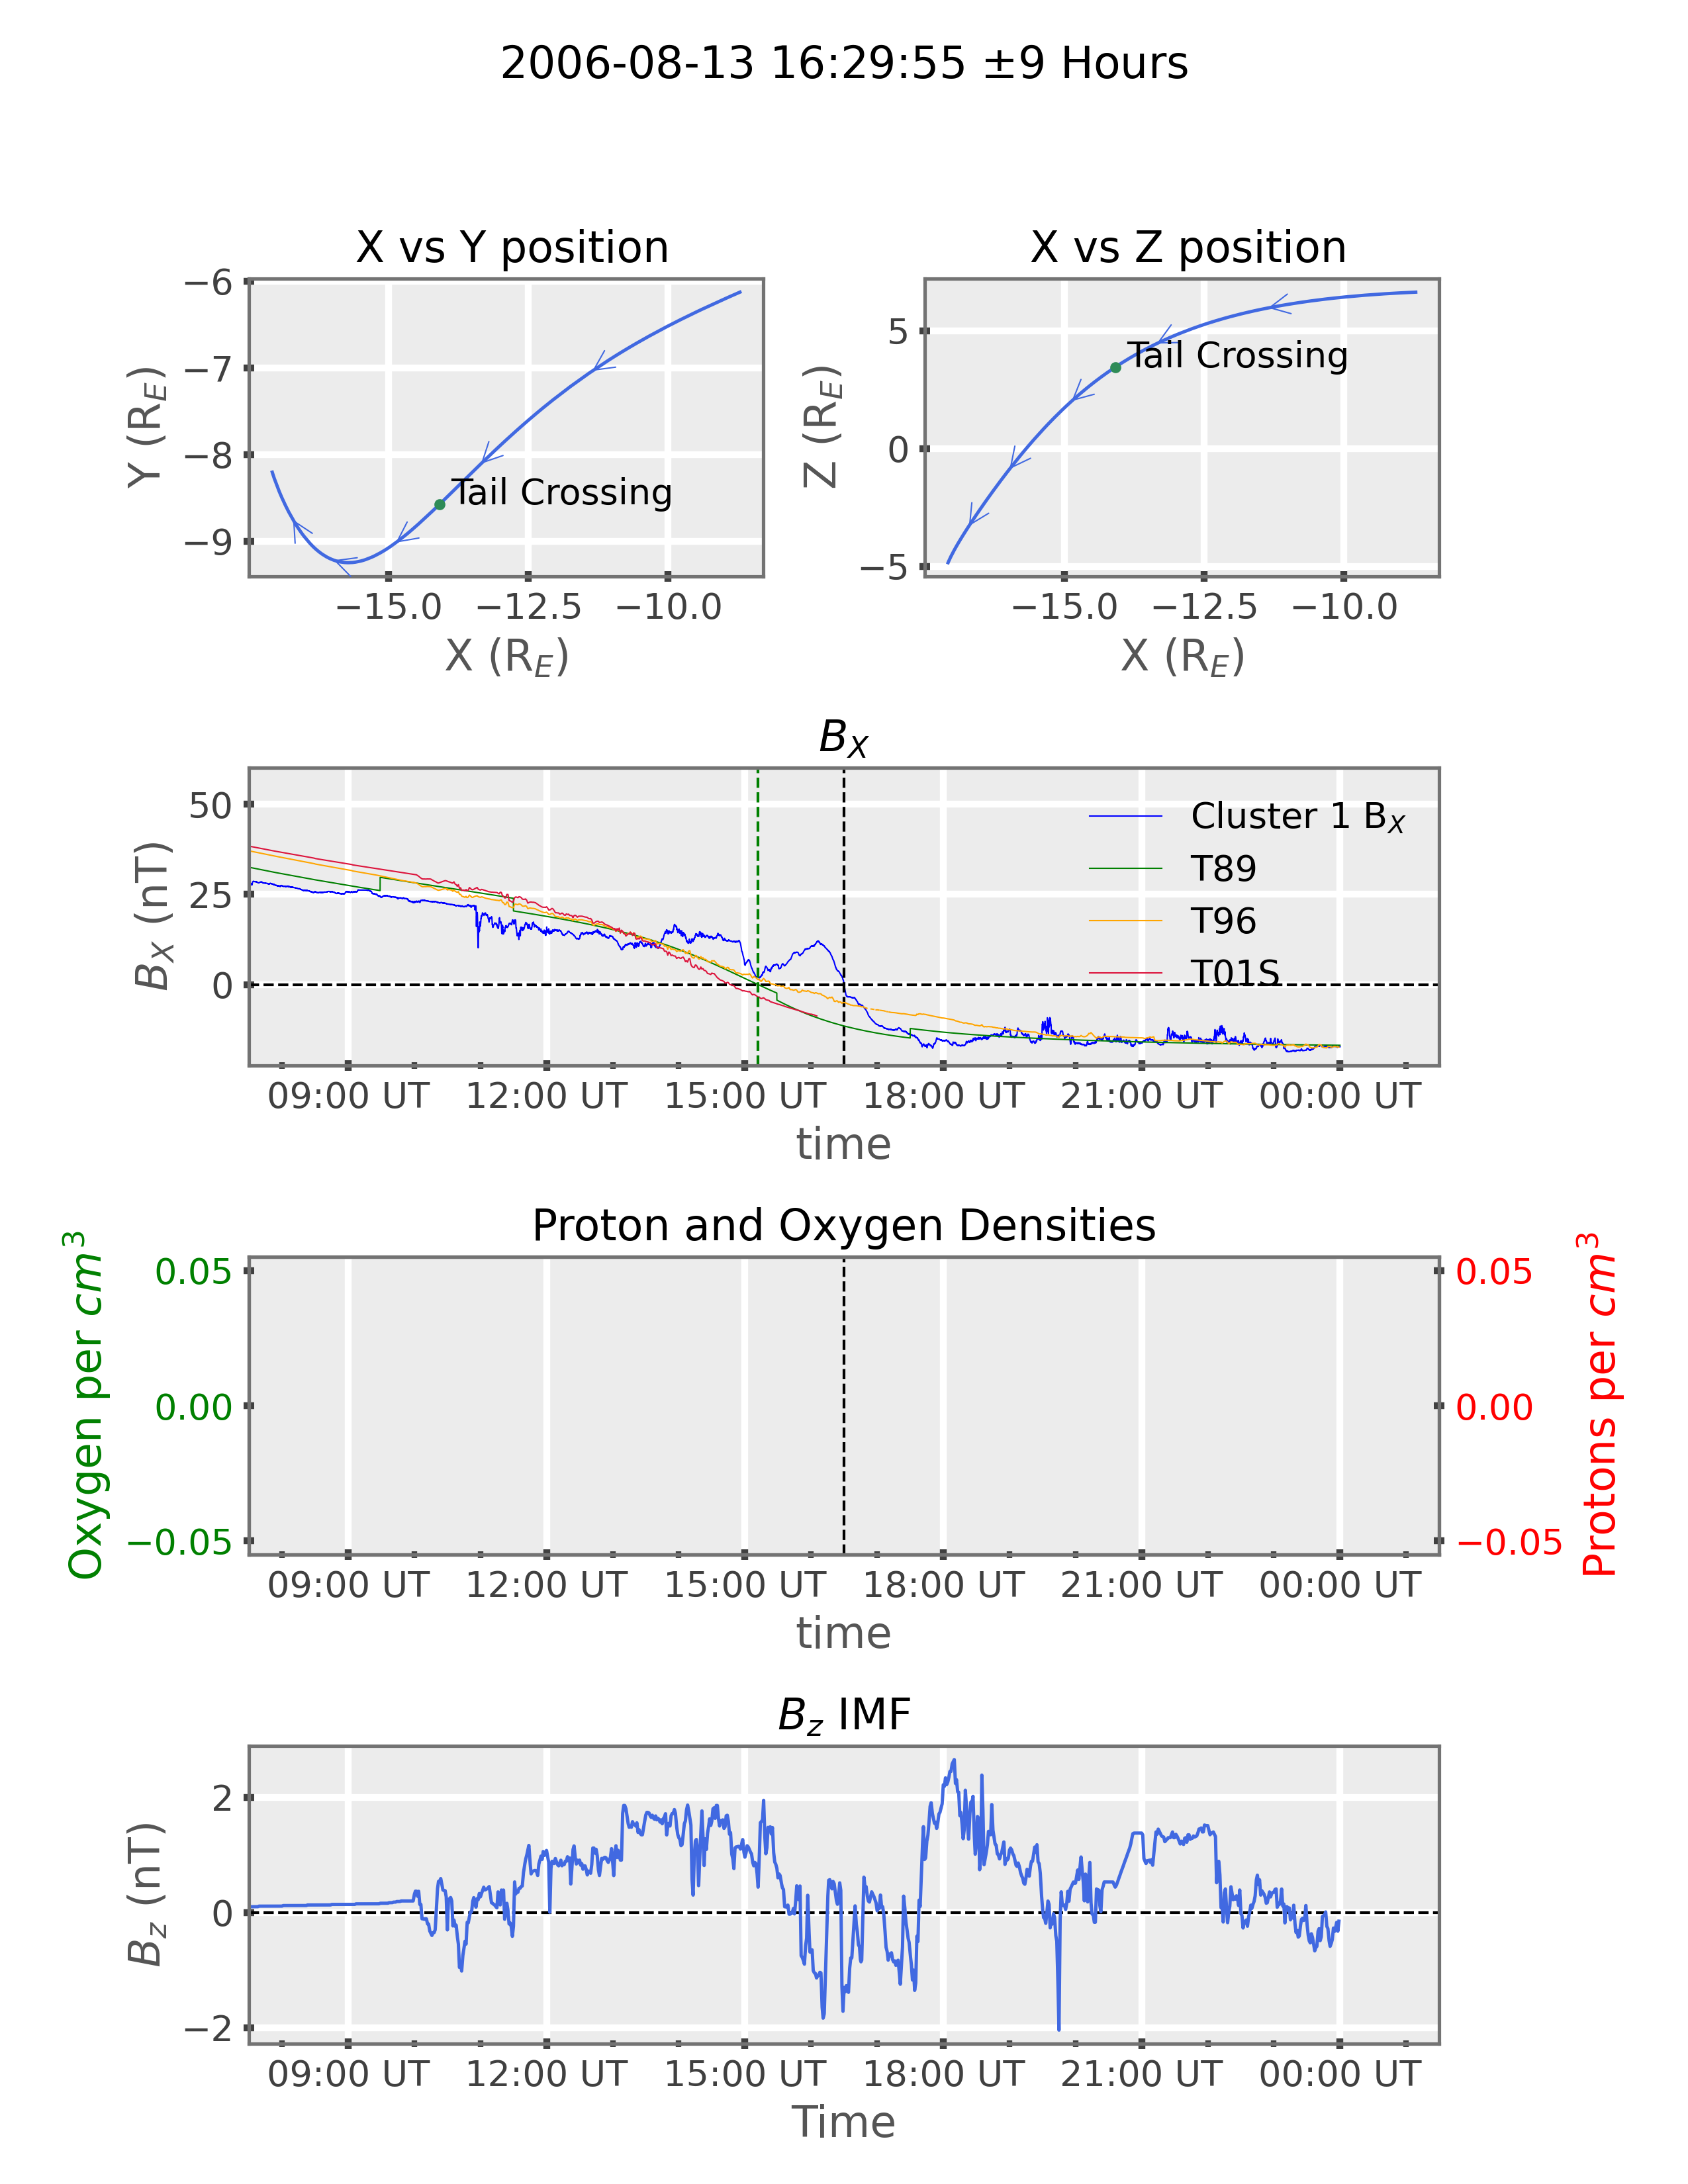 2006-08-13 16:29:55 ±9 Hours
X vs Y position
X vs Z position
−6
−7
−8
−9
Y (R_E)
Tail Crossing
−15.0 −12.5 −10.0
X (R_E)
5
0
−5
Z (R_E)
Tail Crossing
−15.0 −12.5 −10.0
X (R_E)
B_X
50
25
0
B_X (nT)
Cluster 1 B_X
T89
T96
T01S
09:00 UT 12:00 UT 15:00 UT 18:00 UT 21:00 UT 00:00 UT
time
Proton and Oxygen Densities
Oxygen per cm³
0.05
0.00
−0.05
0.05
0.00
−0.05
Protons per cm³
09:00 UT 12:00 UT 15:00 UT 18:00 UT 21:00 UT 00:00 UT
time
B_z IMF
2
0
−2
B_z (nT)
09:00 UT 12:00 UT 15:00 UT 18:00 UT 21:00 UT 00:00 UT
Time